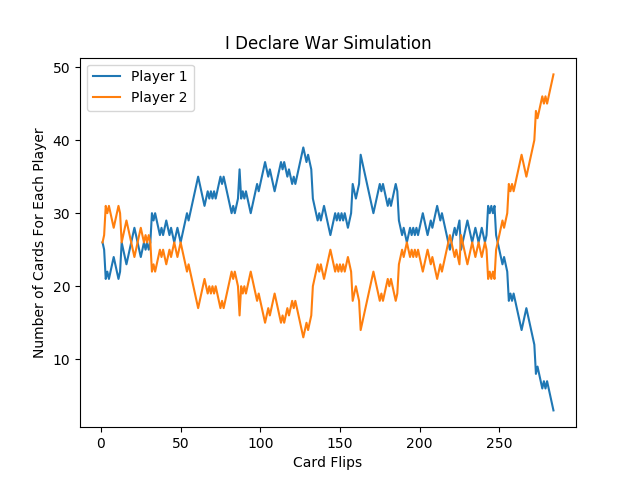 I Declare War Simulation
Player 1
Player 2
Number of Cards For Each Player
50
40
30
20
10
0 50 100 150 200 250
Card Flips